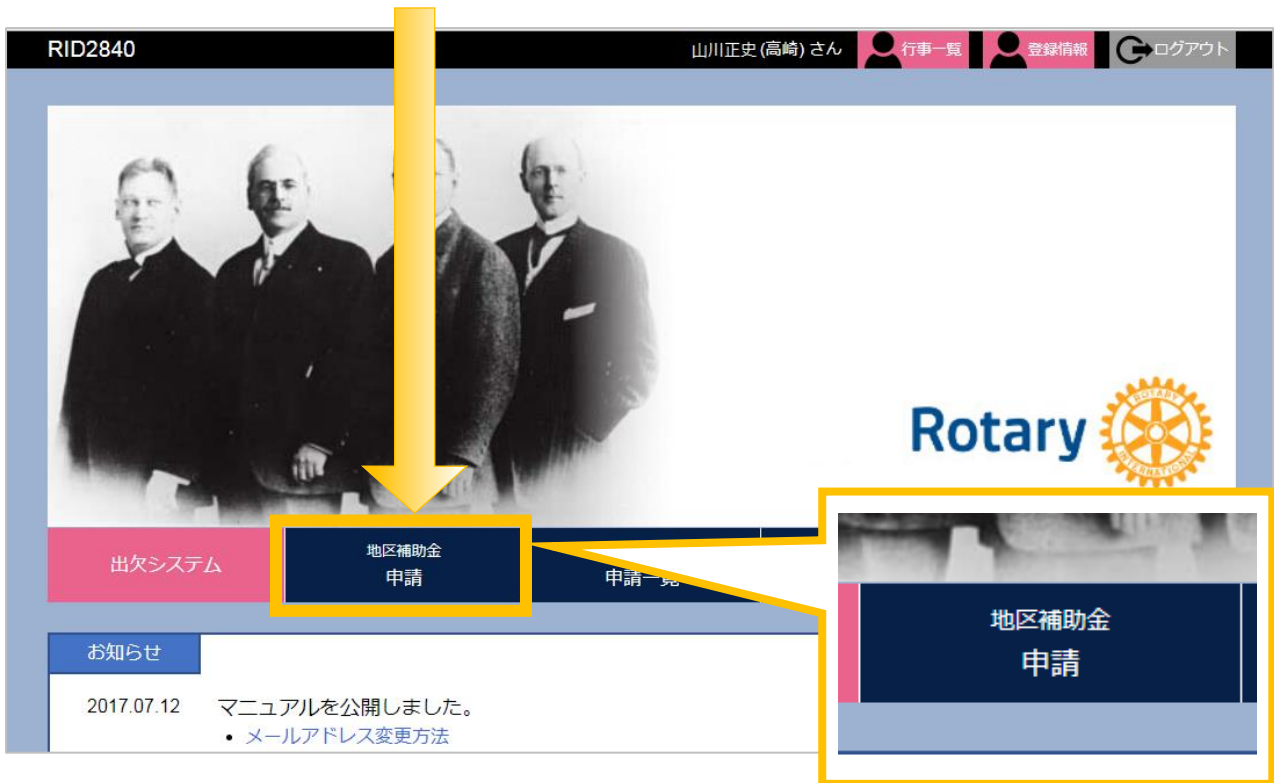 RID2840
山川正史(高崎) さん
行事一覧
登録情報
ログアウト
Rotary
ROTARY
INTERNATIONAL
出欠システム
地区補助金
申請
申請一覧
地区補助金
申請
お知らせ
2017.07.12 マニュアルを公開しました。
• メールアドレス変更方法